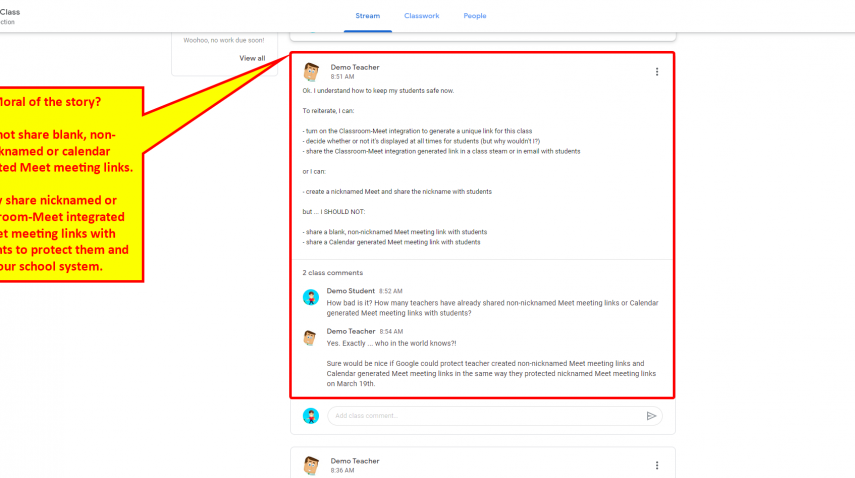 Class
Stream
Classwork
People
ction
Woohoo, no work due soon!
View all
Demo Teacher
8:51 AM
Ok. I understand how to keep my students safe now.
To reiterate, I can:
- turn on the Classroom-Meet integration to generate a unique link for this class
- decide whether or not it's displayed at all times for students (but why wouldn't I?)
- share the Classroom-Meet integration generated link in a class steam or in email with students
or I can:
- create a nicknamed Meet and share the nickname with students
but ... I SHOULD NOT:
- share a blank, non-nicknamed Meet meeting link with students
- share a Calendar generated Meet meeting link with students
Moral of the story?
not share blank, non-
knamed or calendar
ted Meet meeting links.
y share nicknamed or
room-Meet integrated
et meeting links with
nts to protect them and
our school system.
2 class comments
Demo Student 8:52 AM
How bad is it? How many teachers have already shared non-nicknamed Meet meeting links or Calendar
generated Meet meeting links with students?
Demo Teacher 8:54 AM
Yes. Exactly ... who in the world knows?!
Sure would be nice if Google could protect teacher created non-nicknamed Meet meeting links and
Calendar generated Meet meeting links in the same way they protected nicknamed Meet meeting links
on March 19th.
Add class comment...
Demo Teacher
8:36 AM